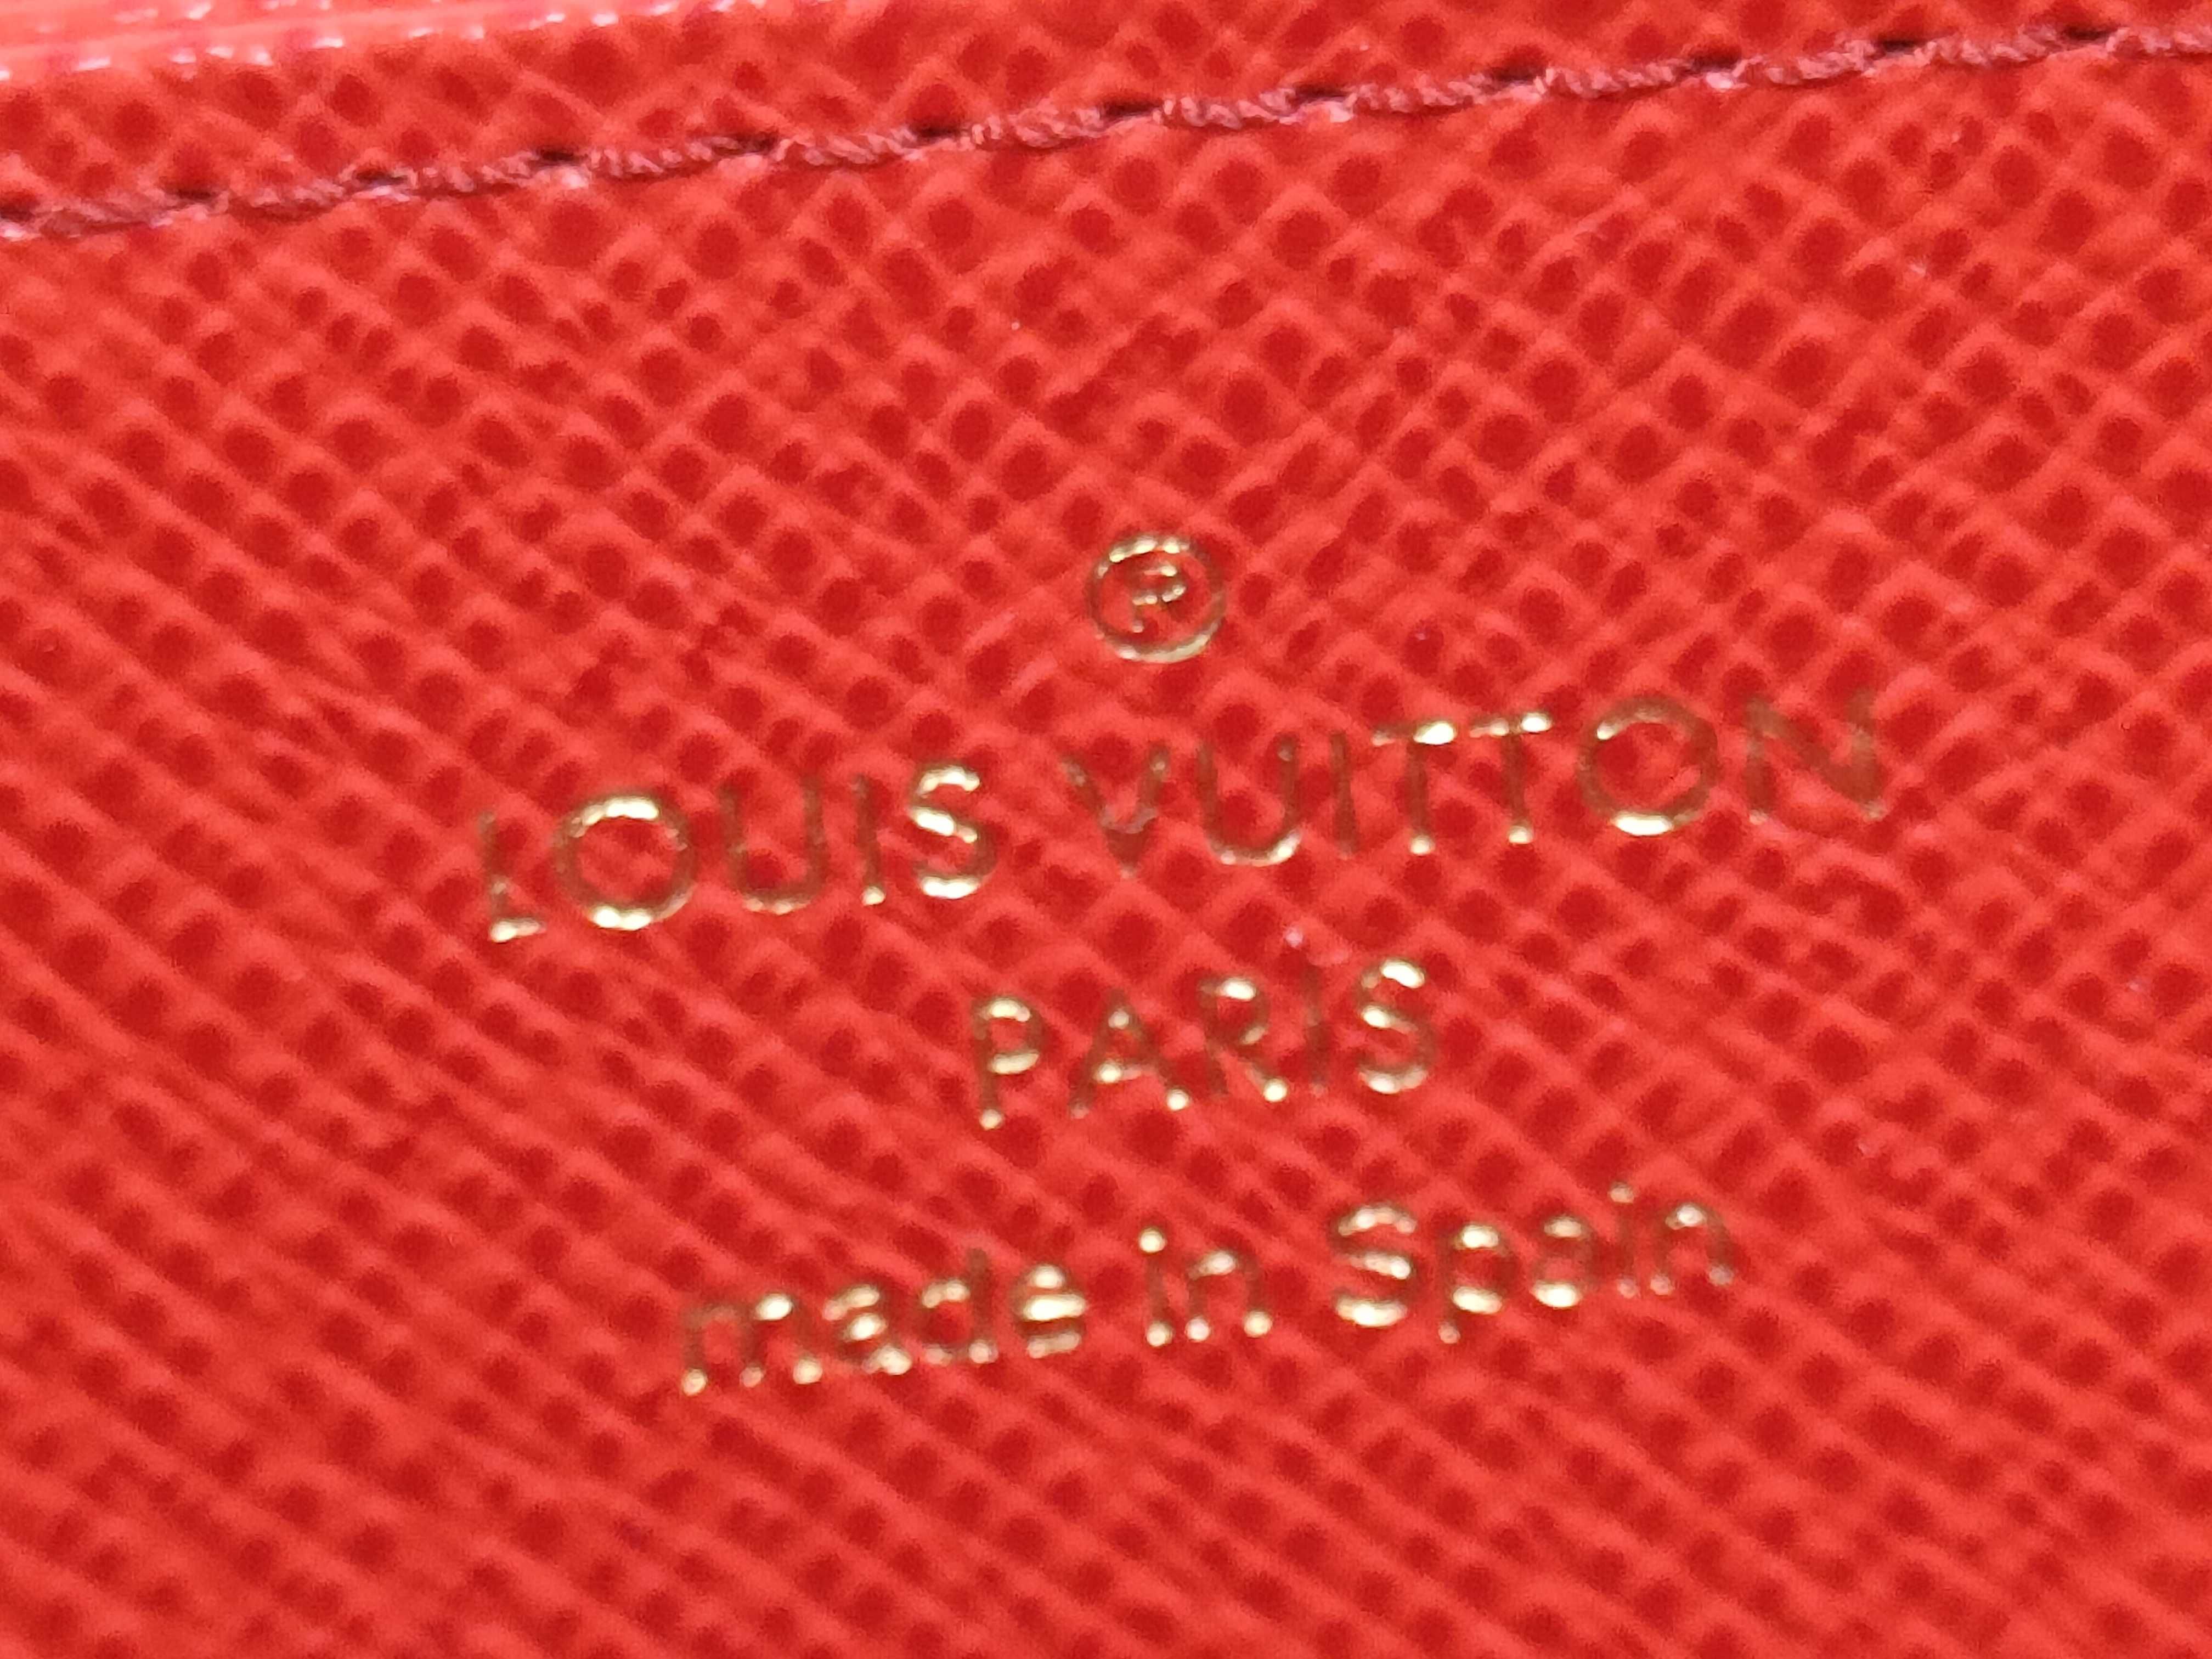 ®
LOUIS VUITTON
PARIS
made in Spain